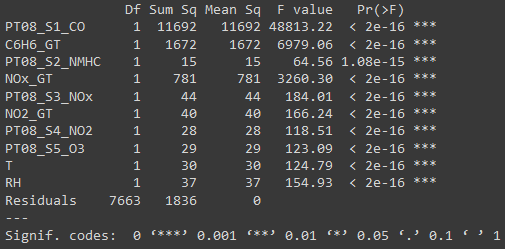 Df Sum Sq Mean Sq F value Pr(>F)
PT08_S1_CO 1 11692 11692 48813.22 < 2e-16 ***
C6H6_GT 1 1672 1672 6979.06 < 2e-16 ***
PT08_S2_NMHC 1 15 15 64.56 1.08e-15 ***
NOx_GT 1 781 781 3260.30 < 2e-16 ***
PT08_S3_NOx 1 44 44 184.01 < 2e-16 ***
NO2_GT 1 40 40 166.24 < 2e-16 ***
PT08_S4_NO2 1 28 28 118.51 < 2e-16 ***
PT08_S5_O3 1 29 29 123.09 < 2e-16 ***
T 1 30 30 124.79 < 2e-16 ***
RH 1 37 37 154.93 < 2e-16 ***
Residuals 7663 1836 0
---
Signif. codes: 0 ‘***’ 0.001 ‘**’ 0.01 ‘*’ 0.05 ‘.’ 0.1 ‘ ’ 1